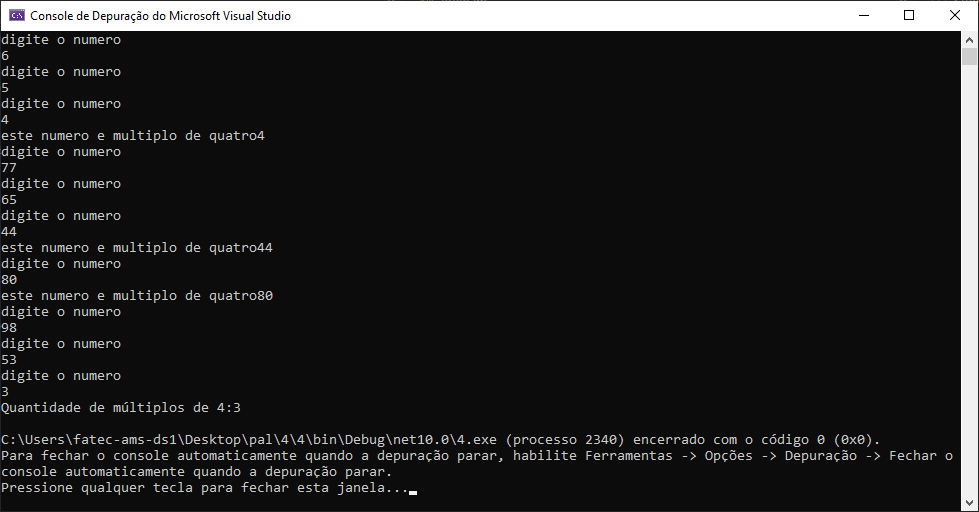 Console de Depuração do Microsoft Visual Studio
digite o numero
6
digite o numero
5
digite o numero
4
este numero e multiplo de quatro4
digite o numero
77
digite o numero
65
digite o numero
44
este numero e multiplo de quatro44
digite o numero
80
este numero e multiplo de quatro80
digite o numero
98
digite o numero
53
digite o numero
3
Quantidade de múltiplos de 4:3
C:\Users\fatec-ams-ds1\Desktop\pal\4\4\bin\Debug\net10.0\4.exe (processo 2340) encerrado com o código 0 (0x0).
Para fechar o console automaticamente quando a depuração parar, habilite Ferramentas -> Opções -> Depuração -> Fechar o
console automaticamente quando a depuração parar.
Pressione qualquer tecla para fechar esta janela...